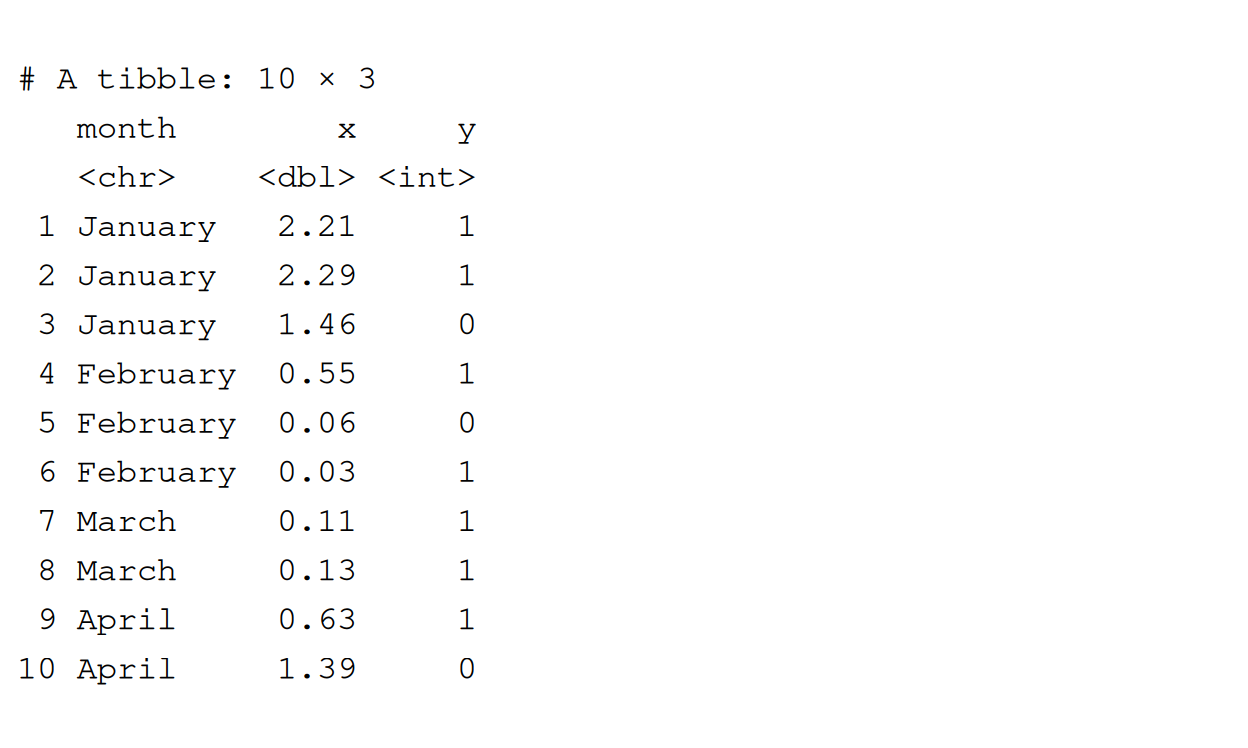 # A tibble: 10 × 3
   month        x     y
   <chr>    <dbl> <int>
 1 January   2.21     1
 2 January   2.29     1
 3 January   1.46     0
 4 February  0.55     1
 5 February  0.06     0
 6 February  0.03     1
 7 March     0.11     1
 8 March     0.13     1
 9 April     0.63     1
10 April     1.39     0